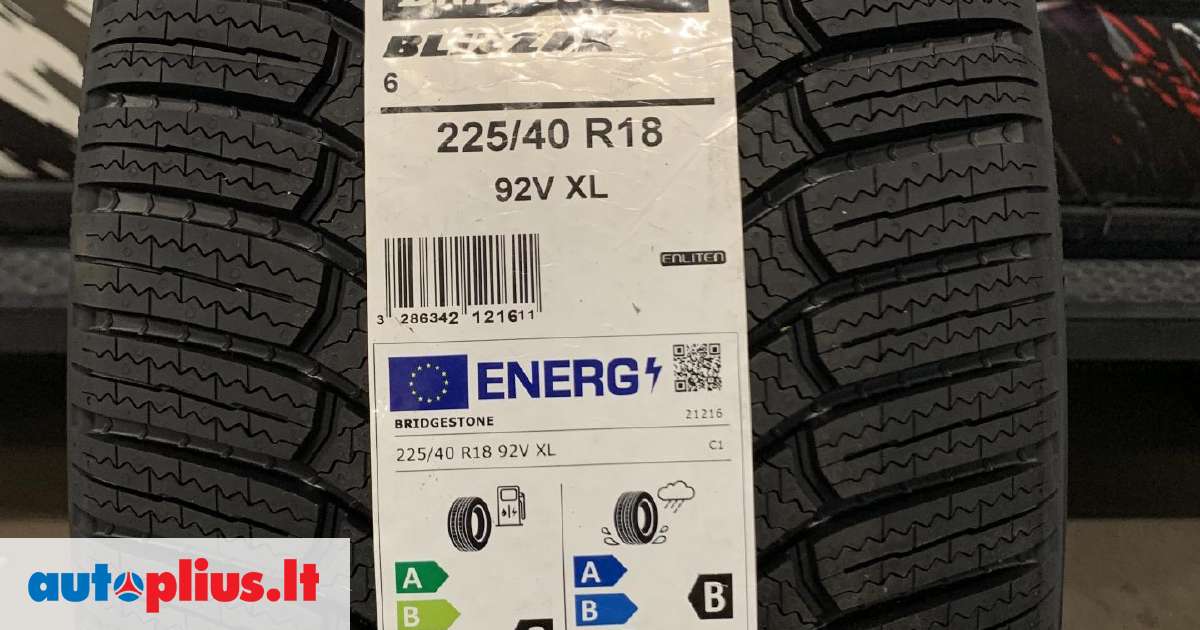 BLIZZAK
6
225/40 R18
92V XL
ENLITEN
3 286342 121611
ENERG
BRIDGESTONE 21216
225/40 R18 92V XL C1
A A
B B B
autoplius.lt